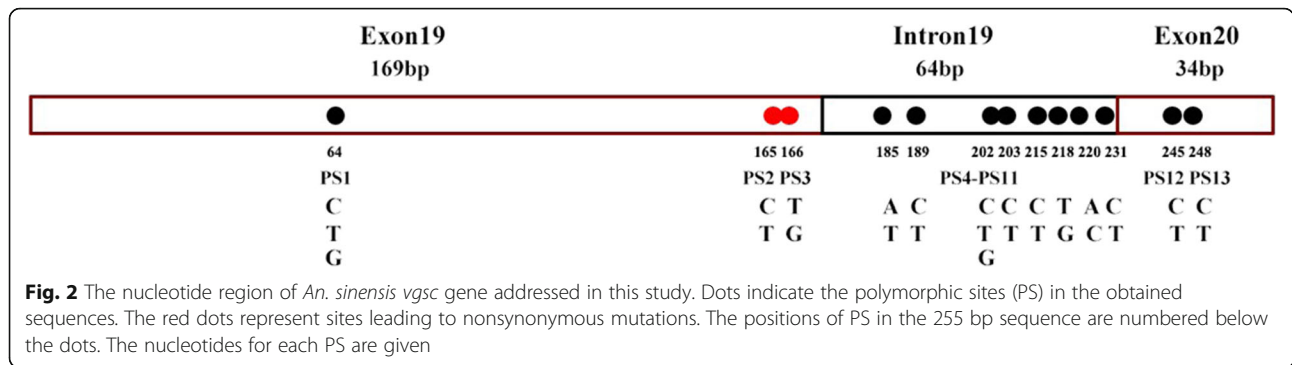 Exon19 Intron19 Exon20
169bp 64bp 34bp
64 165 166 185 189 202 203 215 218 220 231 245 248
PS1 PS2 PS3 PS4-PS11 PS12 PS13
C C T A C C C C T A C C C
T T G T T T T T G C T T T
G G
Fig. 2 The nucleotide region of An. sinensis vgsc gene addressed in this study. Dots indicate the polymorphic sites (PS) in the obtained
sequences. The red dots represent sites leading to nonsynonymous mutations. The positions of PS in the 255 bp sequence are numbered below
the dots. The nucleotides for each PS are given